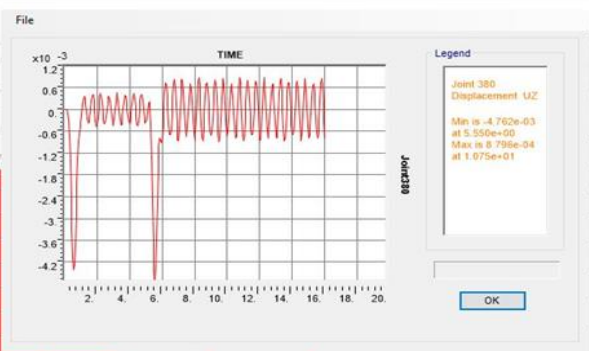 File
x10 -3
TIME
1.2
0.6
0.
-0.6
-1.2
-1.8
-2.4
-3.
-3.6
-4.2
2. 4. 6. 8. 10. 12. 14. 16. 18. 20.
Joint380
Legend
Joint 380
Displacement UZ
Min is -4.762e-03
at 5.550e+00
Max is 8.796e-04
at 1.075e+01
OK